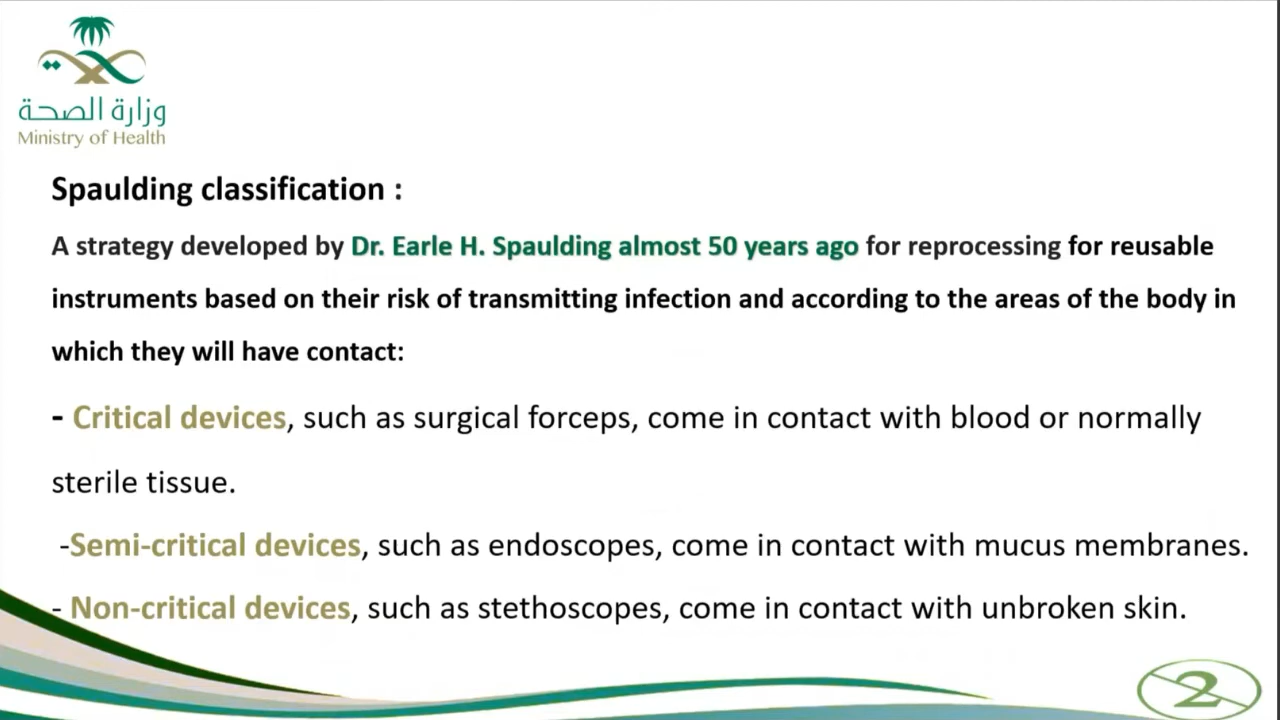 وزارة الصحة
Ministry of Health
Spaulding classification :
A strategy developed by Dr. Earle H. Spaulding almost 50 years ago for reprocessing for reusable
instruments based on their risk of transmitting infection and according to the areas of the body in
which they will have contact:
- Critical devices, such as surgical forceps, come in contact with blood or normally
sterile tissue.
-Semi-critical devices, such as endoscopes, come in contact with mucus membranes.
- Non-critical devices, such as stethoscopes, come in contact with unbroken skin.
2